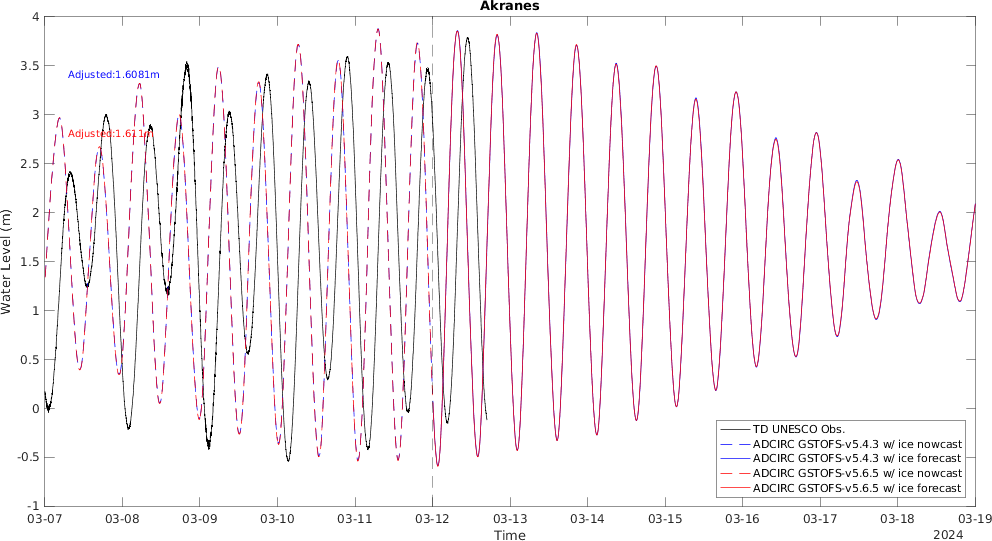 Akranes
4
3.5
3
2.5
2
1.5
1
0.5
0
-0.5
-1
Water Level (m)
Adjusted:1.6081m
Adjusted:1.611m
TD UNESCO Obs.
ADCIRC GSTOFS-v5.4.3 w/ ice nowcast
ADCIRC GSTOFS-v5.4.3 w/ ice forecast
ADCIRC GSTOFS-v5.6.5 w/ ice nowcast
ADCIRC GSTOFS-v5.6.5 w/ ice forecast
03-07 03-08 03-09 03-10 03-11 03-12 03-13 03-14 03-15 03-16 03-17 03-18 03-19
Time
2024